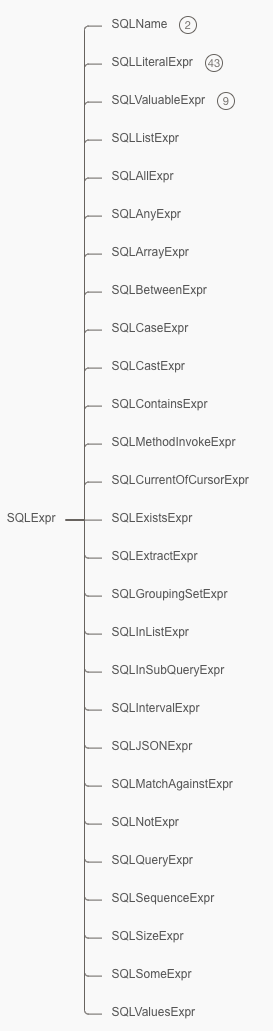 SQLName 2
SQLLiteralExpr 43
SQLValuableExpr 9
SQLListExpr
SQLAllExpr
SQLAnyExpr
SQLArrayExpr
SQLBetweenExpr
SQLCaseExpr
SQLCastExpr
SQLContainsExpr
SQLMethodInvokeExpr
SQLCurrentOfCursorExpr
SQLExpr
SQLExistsExpr
SQLExtractExpr
SQLGroupingSetExpr
SQLInListExpr
SQLInSubQueryExpr
SQLIntervalExpr
SQLJSONExpr
SQLMatchAgainstExpr
SQLNotExpr
SQLQueryExpr
SQLSequenceExpr
SQLSizeExpr
SQLSomeExpr
SQLValuesExpr